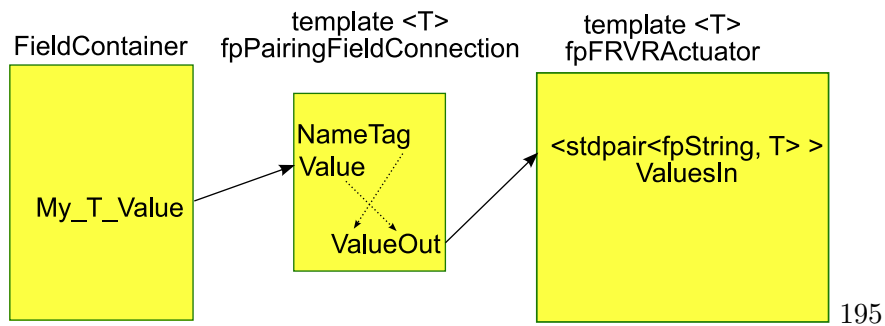 FieldContainer
My_T_Value
template <T>
fpPairingFieldConnection
NameTag
Value
ValueOut
template <T>
fpFRVRActuator
<stdpair<fpString, T> >
ValuesIn
195